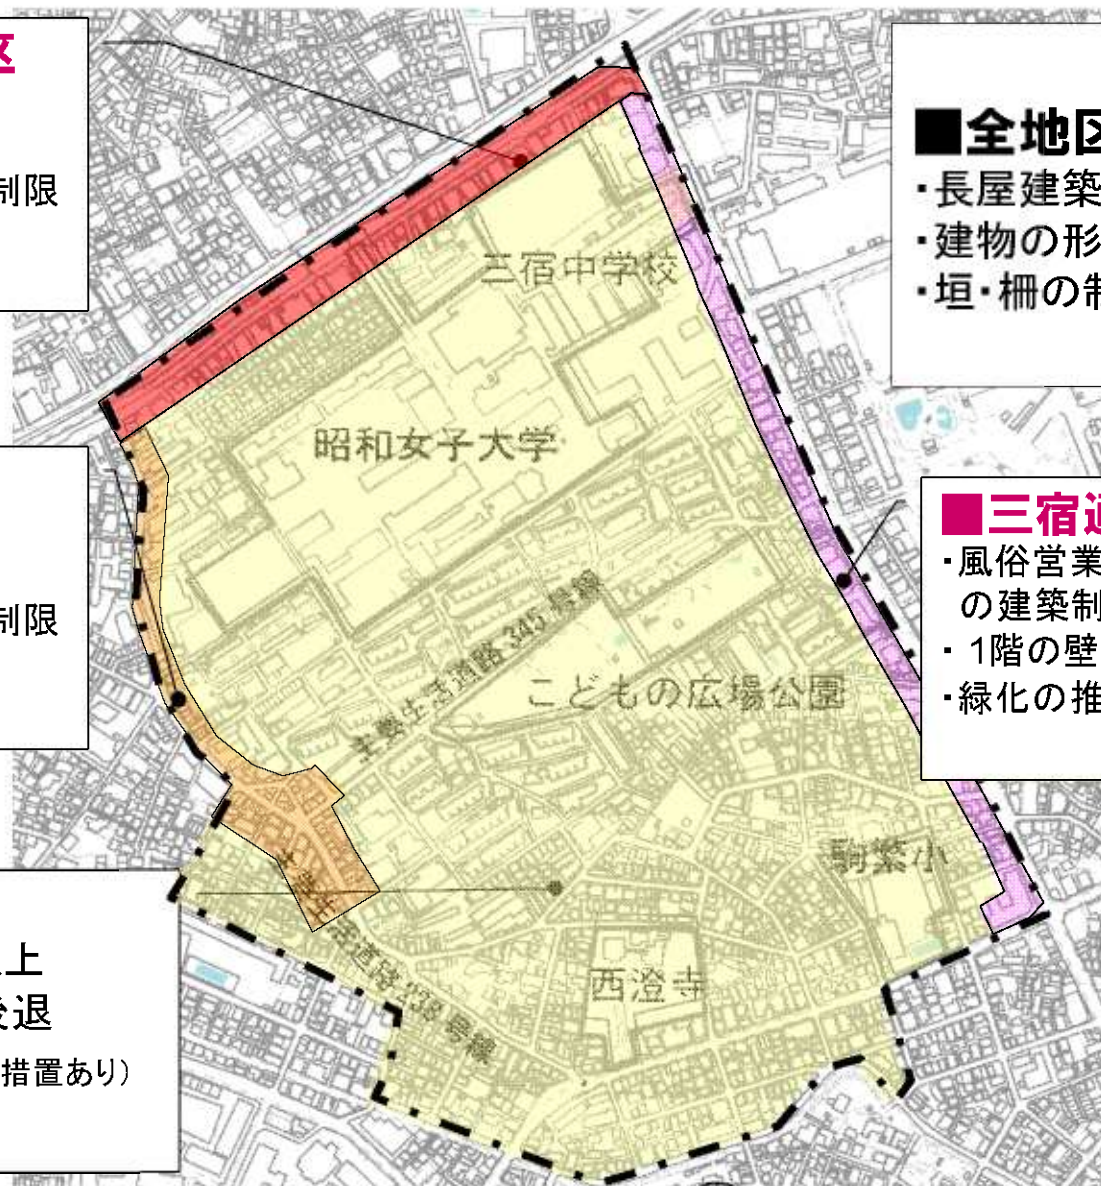 区
制限
■全地区
・長屋建築
・建物の形
・垣・柵の制
三宿中学校
昭和女子大学
制限
■三宿通
・風俗営業
の建築制
・1階の壁
・緑化の推
主要生活道路 345 号線
こどもの広場公園
駒繋小
以上
後退
措置あり）
主要生活道路 238 号線
西澄寺